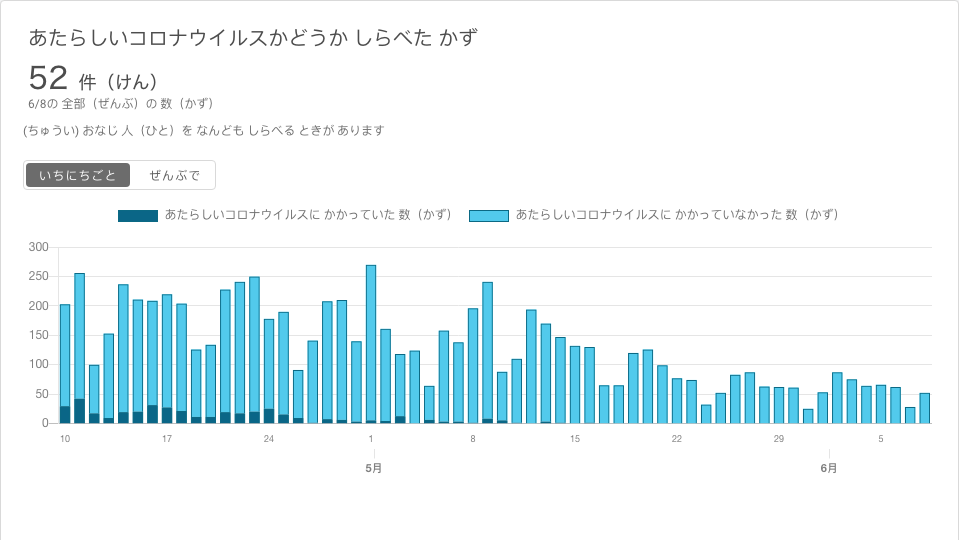 あたらしいコロナウイルスかどうか しらべた かず
52 件（けん）
6/8の 全部（ぜんぶ）の 数（かず）
(ちゅうい) おなじ 人（ひと）を なんども しらべる ときが あります
いちにちごと ぜんぶで
あたらしいコロナウイルスに かかっていた 数（かず） あたらしいコロナウイルスに かかっていなかった 数（かず）
300
250
200
150
100
50
0
10 17 24 1 8 15 22 29 5
5月 6月